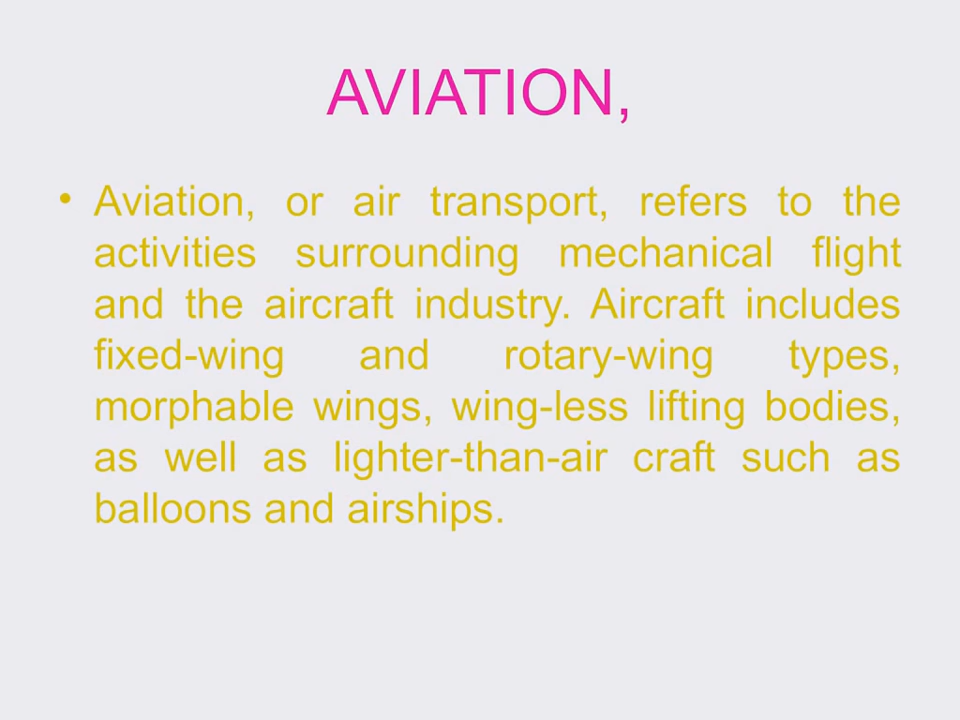 AVIATION,
• Aviation, or air transport, refers to the
activities surrounding mechanical flight
and the aircraft industry. Aircraft includes
fixed-wing and rotary-wing types,
morphable wings, wing-less lifting bodies,
as well as lighter-than-air craft such as
balloons and airships.